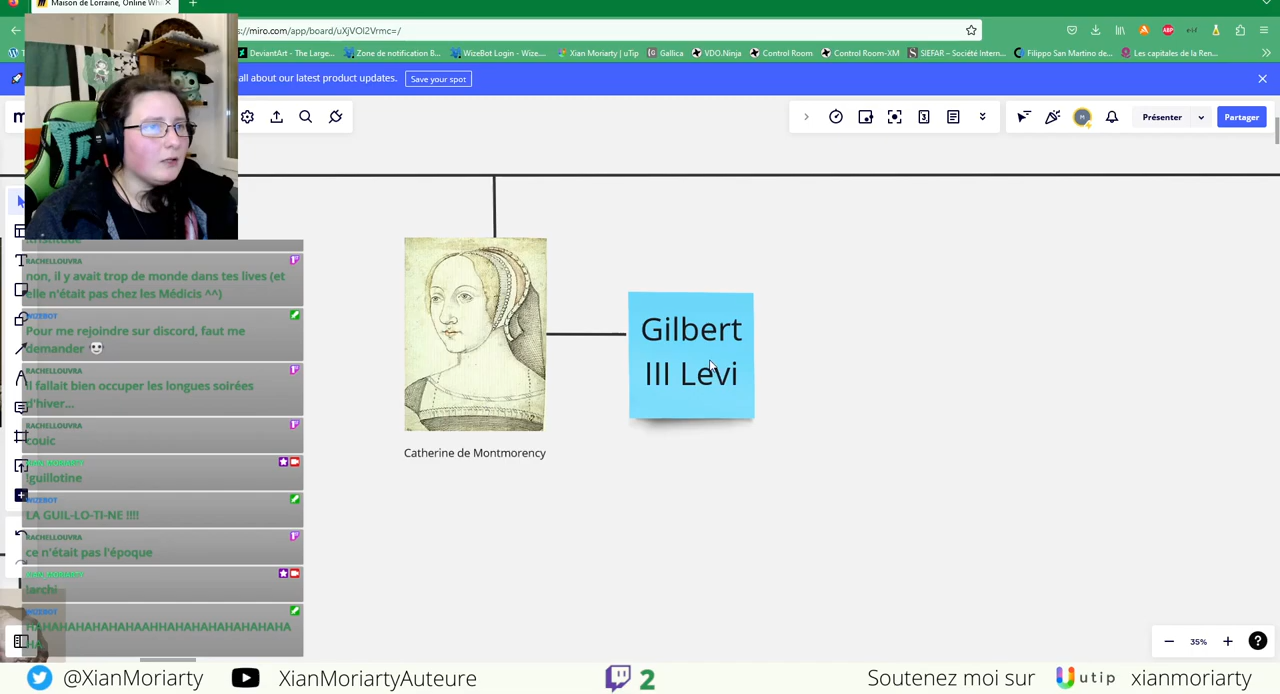 Maison de Lorraine, Online Wh
://miro.com/app/board/uXjVOl2Vrmc=/
DeviantArt - The Large...
Zone de notification B...
WizeBot Login - Wize....
Xian Moriarty | uTip
Gallica
VDO.Ninja
Control Room
Control Room-XM
SIEFAR – Société Intern...
Filippo San Martino de...
Les capitales de la Ren...
all about our latest product updates.
Save your spot
Présenter
Partager
RACHELLOUVRA
non, il y avait trop de monde dans tes lives (et
elle n'était pas chez les Médicis ^^)
WIZEBOT
Pour me rejoindre sur discord, faut me
demander
RACHELLOUVRA
Il fallait bien occuper les longues soirées
d'hiver...
RACHELLOUVRA
couic
!guillotine
WIZEBOT
LA GUIL-LO-TI-NE !!!!
RACHELLOUVRA
ce n'était pas l'époque
!archi
WIZEBOT
Gilbert
III Levi
Catherine de Montmorency
35%
@XianMoriarty
XianMoriartyAuteure
2
Soutenez moi sur
utip
xianmoriarty